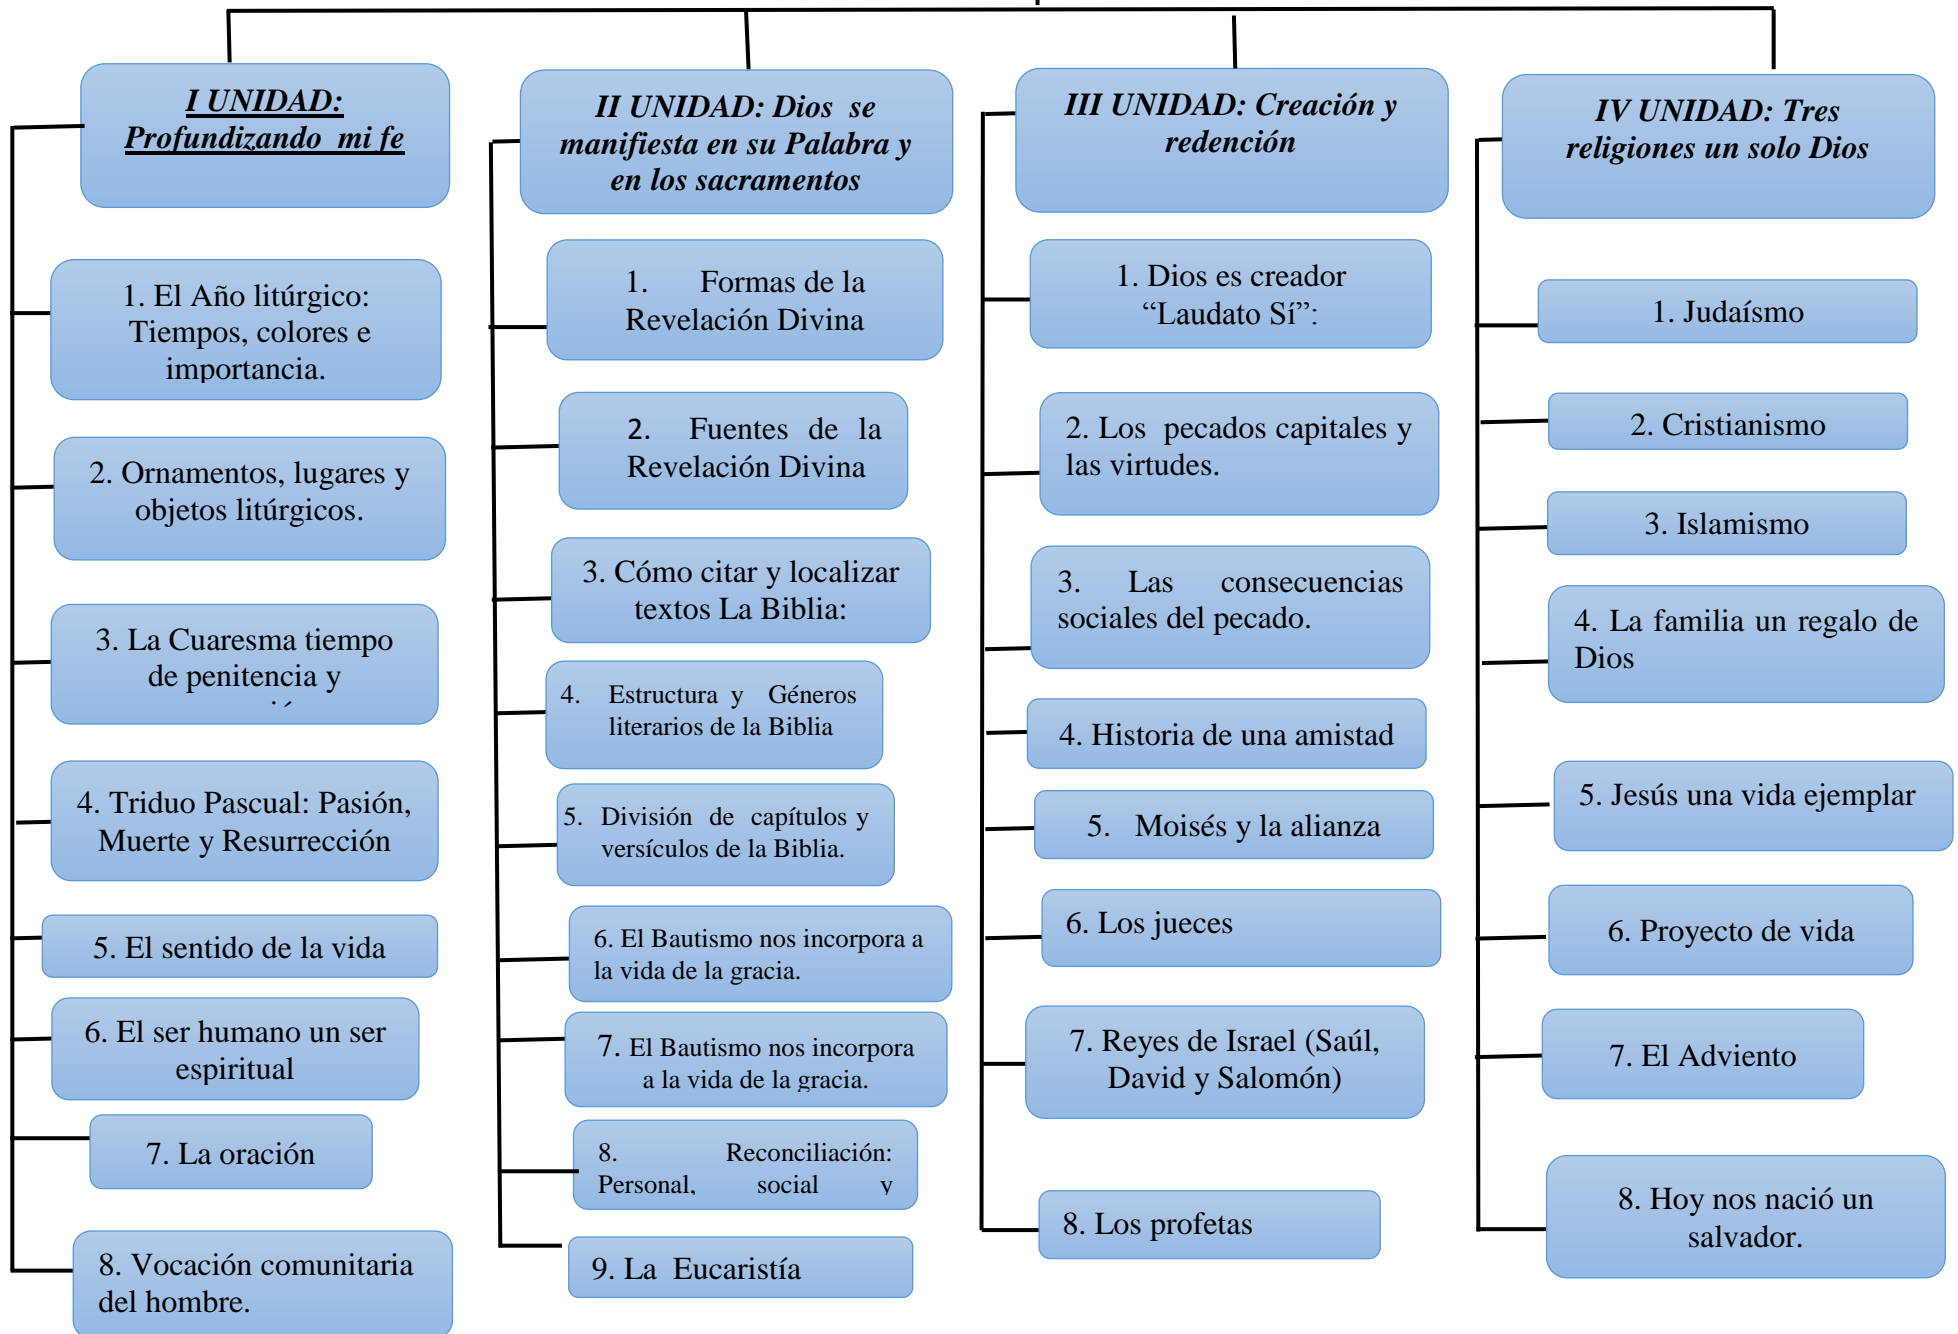 I UNIDAD:
Profundizando mi fe
1. El Año litúrgico:
Tiempos, colores e
importancia.
2. Ornamentos, lugares y
objetos litúrgicos.
3. La Cuaresma tiempo
de penitencia y
4. Triduo Pascual: Pasión,
Muerte y Resurrección
5. El sentido de la vida
6. El ser humano un ser
espiritual
7. La oración
8. Vocación comunitaria
del hombre.
II UNIDAD: Dios se
manifiesta en su Palabra y
en los sacramentos
1. Formas de la
Revelación Divina
2. Fuentes de la
Revelación Divina
3. Cómo citar y localizar
textos La Biblia:
4. Estructura y Géneros
literarios de la Biblia
5. División de capítulos y
versículos de la Biblia.
6. El Bautismo nos incorpora a
la vida de la gracia.
7. El Bautismo nos incorpora
a la vida de la gracia.
8. Reconciliación:
Personal, social y
9. La Eucaristía
III UNIDAD: Creación y
redención
1. Dios es creador
“Laudato Sí”:
2. Los pecados capitales y
las virtudes.
3. Las consecuencias
sociales del pecado.
4. Historia de una amistad
5. Moisés y la alianza
6. Los jueces
7. Reyes de Israel (Saúl,
David y Salomón)
8. Los profetas
IV UNIDAD: Tres
religiones un solo Dios
1. Judaísmo
2. Cristianismo
3. Islamismo
4. La familia un regalo de
Dios
5. Jesús una vida ejemplar
6. Proyecto de vida
7. El Adviento
8. Hoy nos nació un
salvador.